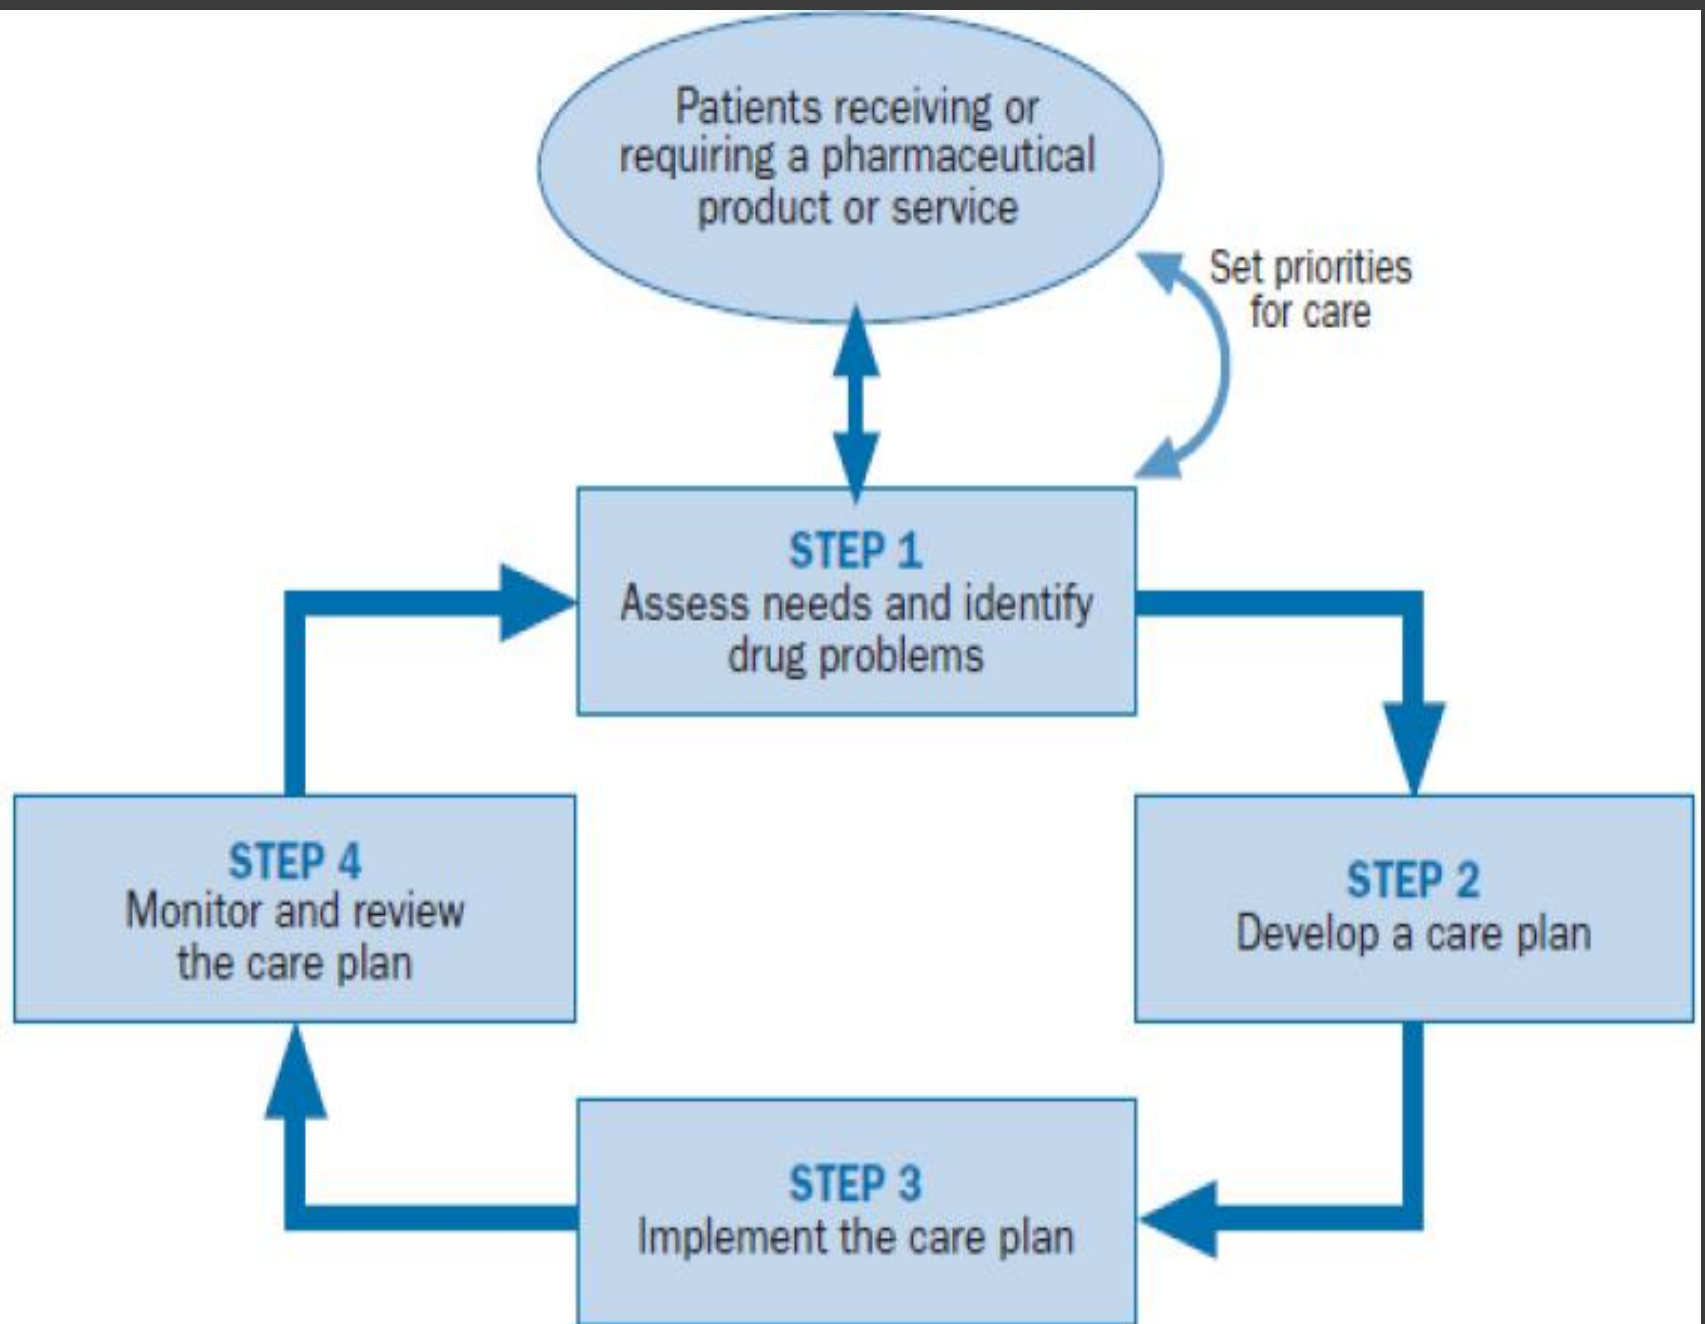 Patients receiving or
requiring a pharmaceutical
product or service
Set priorities
for care
STEP 1
Assess needs and identify
drug problems
STEP 2
Develop a care plan
STEP 3
Implement the care plan
STEP 4
Monitor and review
the care plan